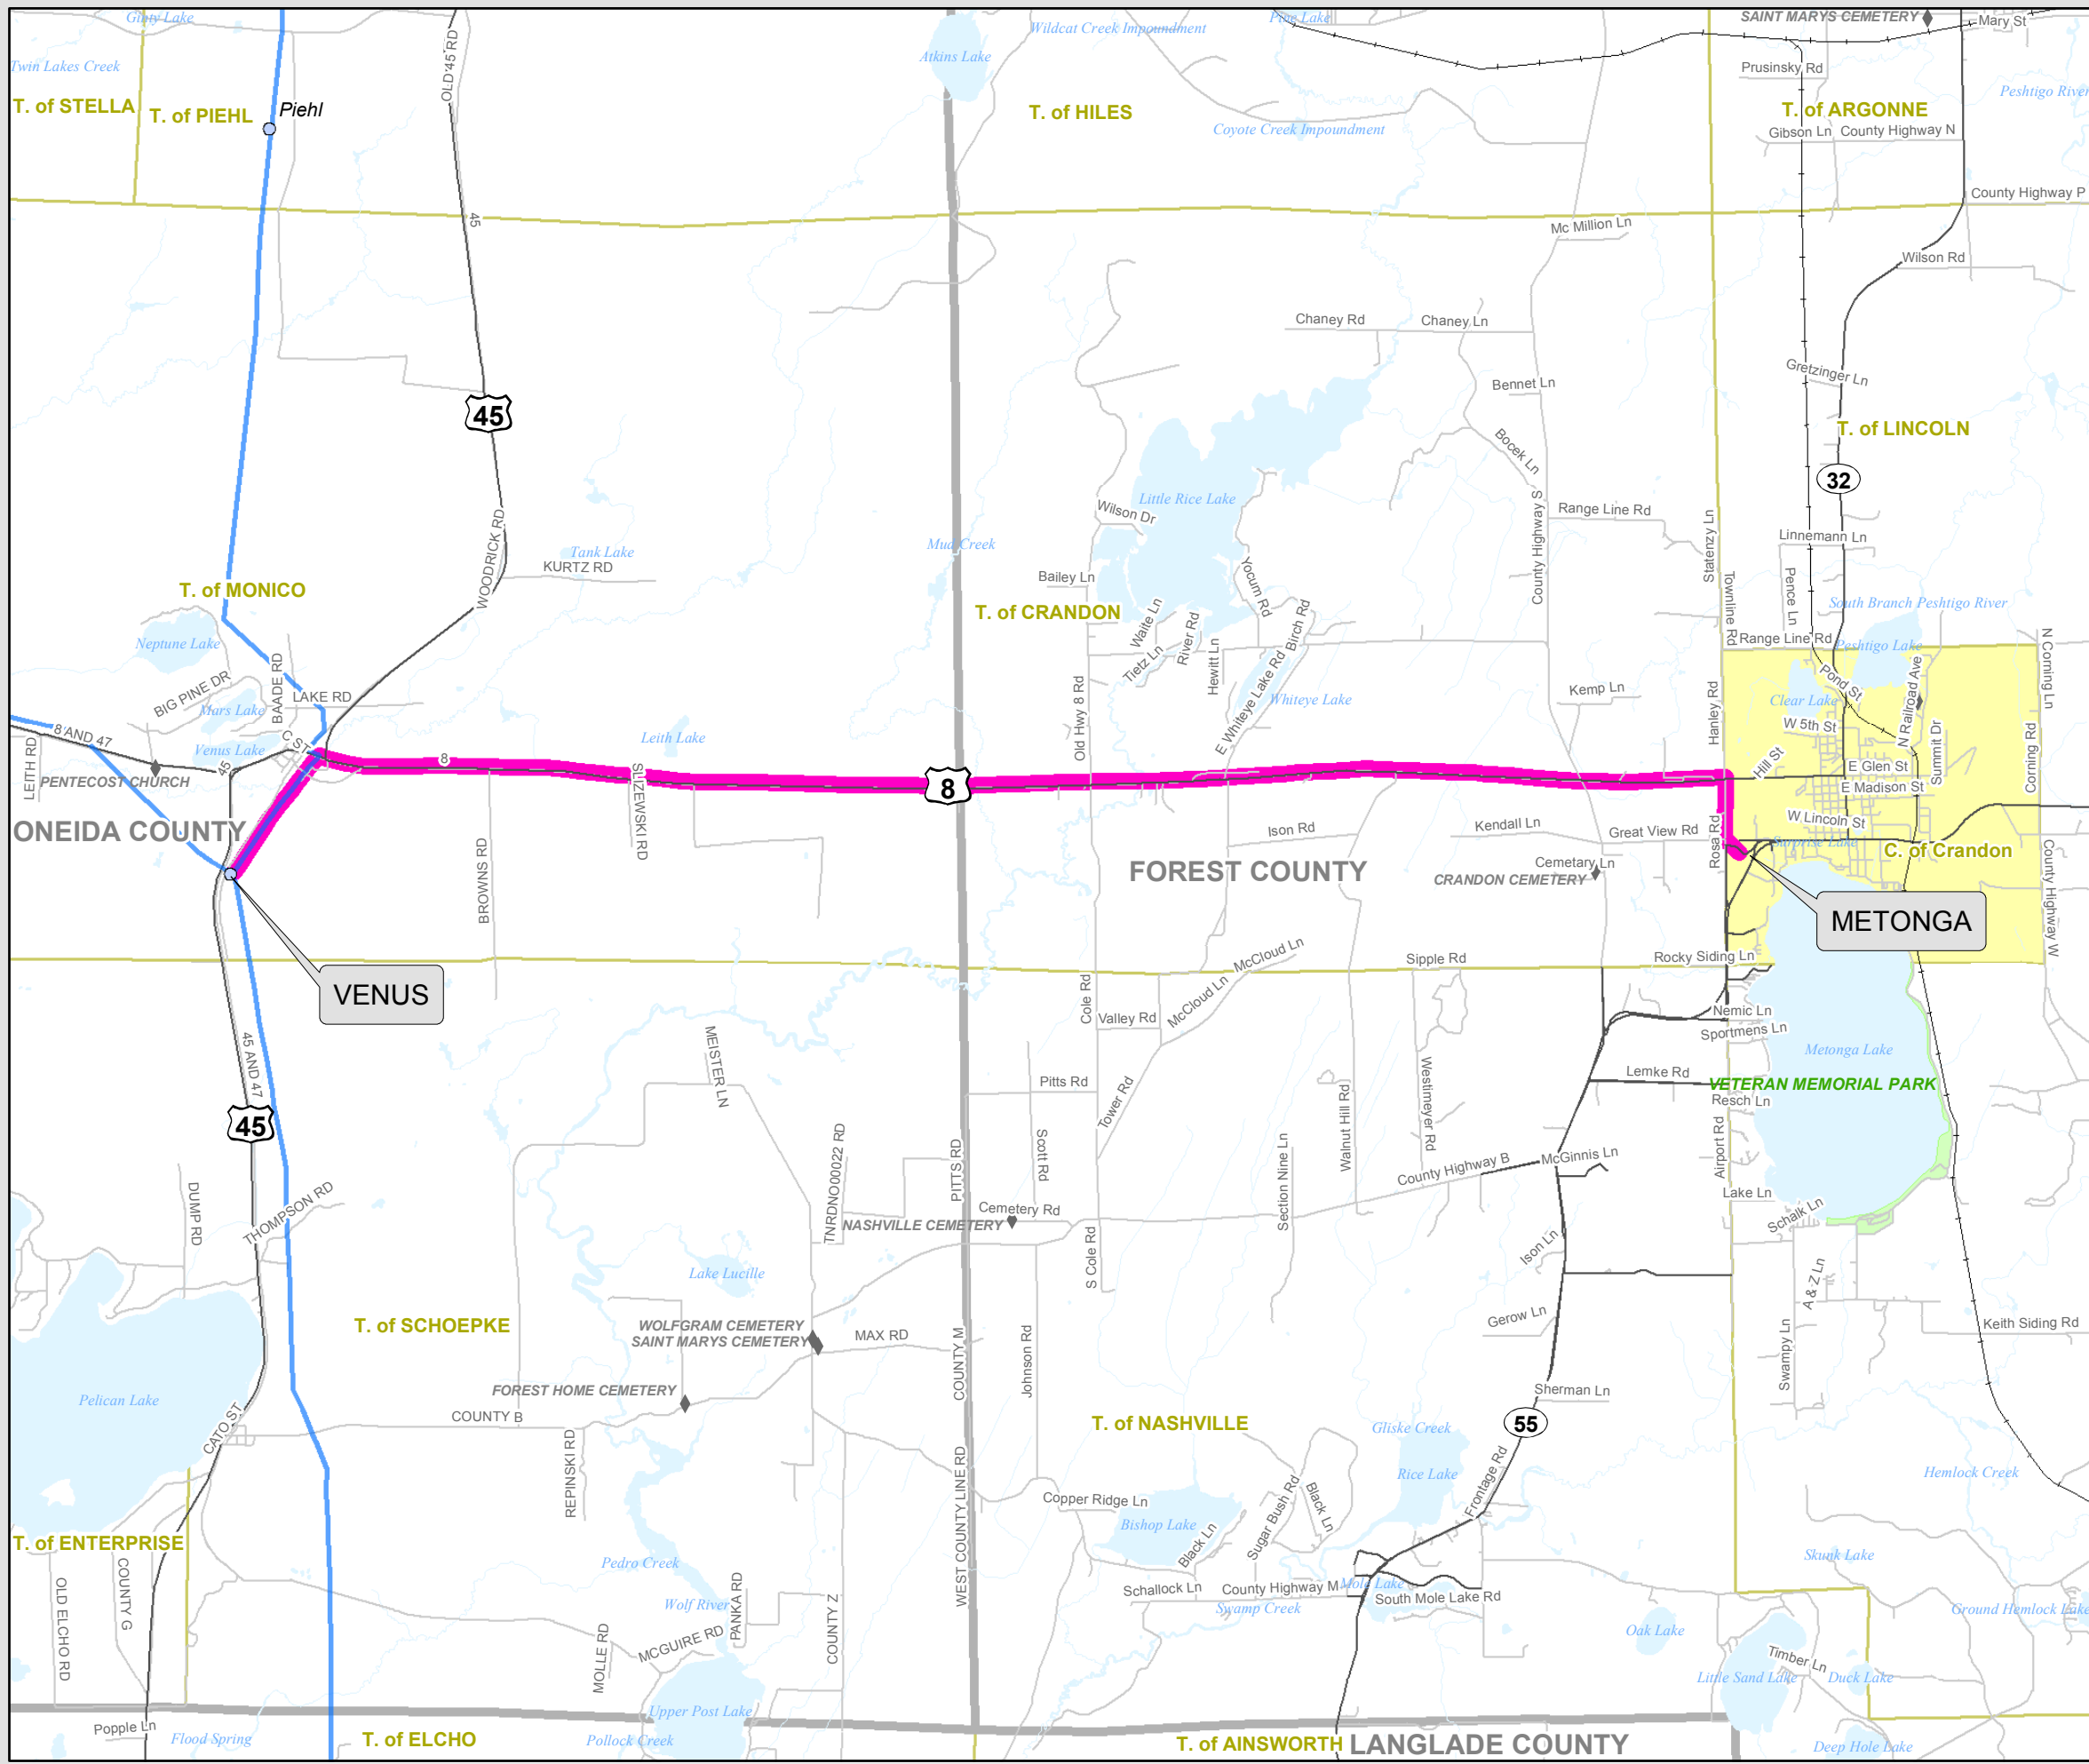 Ginty Lake
Wildcat Creek Impoundment
Pine Lake
SAINT MARYS CEMETERY
Mary St
OLD 45 RD
Atkins Lake
Twin Lakes Creek
Prusinsky Rd
Peshtigo River
T. of STELLA
T. of PIEHL
Piehl
T. of HILES
T. of ARGONNE
Coyote Creek Impoundment
Gibson Ln
County Highway N
County Highway P
45
Mc Million Ln
Wilson Rd
Chaney Rd
Chaney Ln
Gretzinger Ln
Bennet Ln
45
T. of LINCOLN
Bocek Ln
32
Little Rice Lake
Wilson Dr
County Highway S
Range Line Rd
Statenzy Ln
Linnemann Ln
Mud Creek
Tank Lake
KURTZ RD
WOODRICK RD
Bailey Ln
Yocum Rd
Townline Rd
Pence Ln
T. of MONICO
T. of CRANDON
South Branch Peshtigo River
Neptune Lake
Waite Ln
River Rd
Birch Rd
Range Line Rd
Peshtigo Lake
N Corning Ln
Tietz Ln
Hewitt Ln
BAADE RD
BIG PINE DR
LAKE RD
Mars Lake
Old Hwy 8 Rd
E Whiteye Lake Rd
Whiteye Lake
Kemp Ln
Hanley Rd
Clear Lake
Pond St
N Railroad Ave
W 5th St
Summit Dr
Corning Rd
8 AND 47
Venus Lake
C ST
Leith Lake
LEITH RD
PENTECOST CHURCH
45
8
SLIZEWSKI RD
8
Hill St
E Glen St
E Madison St
W Lincoln St
ONEIDA COUNTY
Ison Rd
Kendall Ln
Great View Rd
Rosa Rd
Surprise Lake
C. of Crandon
BROWNS RD
FOREST COUNTY
Cemetary Ln
CRANDON CEMETERY
County Highway W
METONGA
VENUS
McCloud Ln
Sipple Rd
Rocky Siding Ln
Cole Rd
McCloud Ln
Valley Rd
Nemic Ln
Sportmens Ln
45 AND 47
MEISTER LN
Metonga Lake
Pitts Rd
Tower Rd
Walnut Hill Rd
Westmeyer Rd
Lemke Rd
VETERAN MEMORIAL PARK
Resch Ln
45
Airport Rd
TNRDNO00022 RD
PITTS RD
Scott Rd
Section Nine Ln
County Highway B
McGinnis Ln
DUMP RD
THOMPSON RD
Lake Ln
Schalk Ln
Cemetery Rd
NASHVILLE CEMETERY
S Cole Rd
Ison Ln
A & Z Ln
Lake Lucille
T. of SCHOEPKE
WOLFGRAM CEMETERY
SAINT MARYS CEMETERY
MAX RD
COUNTY M
Johnson Rd
Gerow Ln
Swampy Ln
Keith Siding Rd
Pelican Lake
FOREST HOME CEMETERY
Sherman Ln
CATO ST
COUNTY B
T. of NASHVILLE
Gliske Creek
55
REPINSKI RD
WEST COUNTY LINE RD
Rice Lake
Frontage Rd
Hemlock Creek
Copper Ridge Ln
Sugar Bush Rd
Black Ln
Bishop Lake
Black Ln
T. of ENTERPRISE
Pedro Creek
Skunk Lake
OLD ELCHO RD
COUNTY G
Wolf River
PANKA RD
COUNTY Z
Schallock Ln
County Highway M
Mole Lake
South Mole Lake Rd
Swamp Creek
Ground Hemlock Lake
MOLLE RD
MCGUIRE RD
Oak Lake
Timber Ln
Little Sand Lake
Duck Lake
Popple Ln
Flood Spring
T. of ELCHO
Upper Post Lake
Pollock Creek
T. of AINSWORTH
LANGLADE COUNTY
Deep Hole Lake